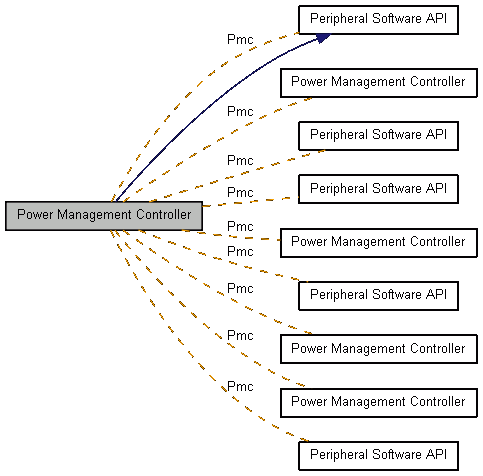 Peripheral Software API
Pmc
Power Management Controller
Pmc
Peripheral Software API
Pmc
Peripheral Software API
Pmc
Power Management Controller
Pmc
Power Management Controller
Pmc
Peripheral Software API
Pmc
Power Management Controller
Pmc
Power Management Controller
Pmc
Peripheral Software API